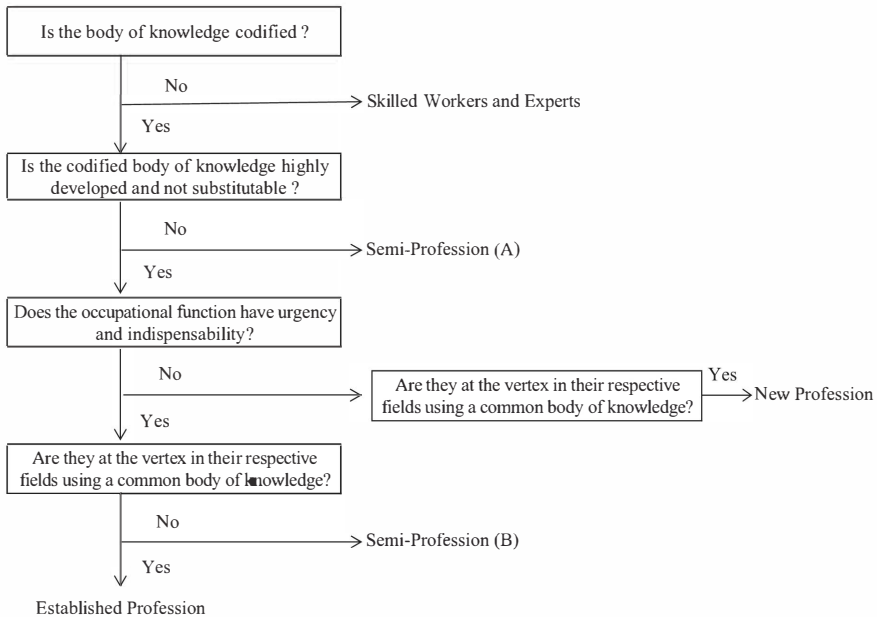 Is the body of knowledge codified ?
No
Skilled Workers and Experts
Yes
Is the codified body of knowledge highly
developed and not substitutable ?
No
Semi-Profession (A)
Yes
Does the occupational function have urgency
and indispensability?
No
Are they at the vertex in their respective
fields using a common body of knowledge?
Yes
New Profession
Yes
Are they at the vertex in their respective
fields using a common body of knowledge?
No
Semi-Profession (B)
Yes
Established Profession